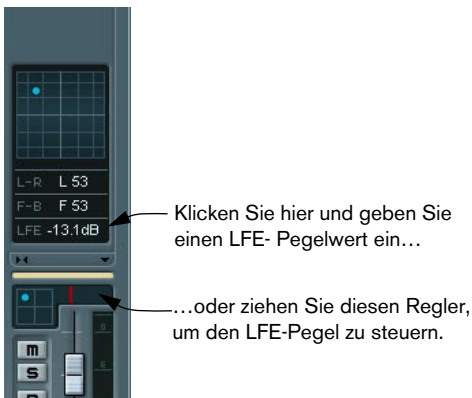 L-R L 53
F-B F 53
LFE -13.1dB
Klicken Sie hier und geben Sie
einen LFE- Pegelwert ein…
…oder ziehen Sie diesen Regler,
um den LFE-Pegel zu steuern.
m
S